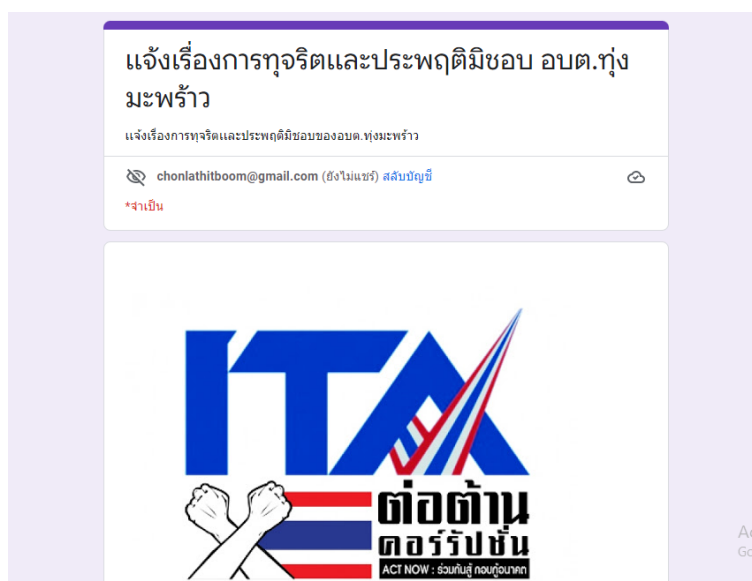 แจ้งเรื่องการทุจริตและประพฤติมิชอบ อบต.ทุ่ง
มะพร้าว
แจ้งเรื่องการทุจริตและประพฤติมิชอบของอบต.ทุ่งมะพร้าว
chonlathitboom@gmail.com (ยังไม่แชร์) สลับบัญชี
*จำเป็น
ITA
ต่อต้าน
คอร์รัปชั่น
ACT NOW : ร่วมกันสู้ กอบกู้อนาคต